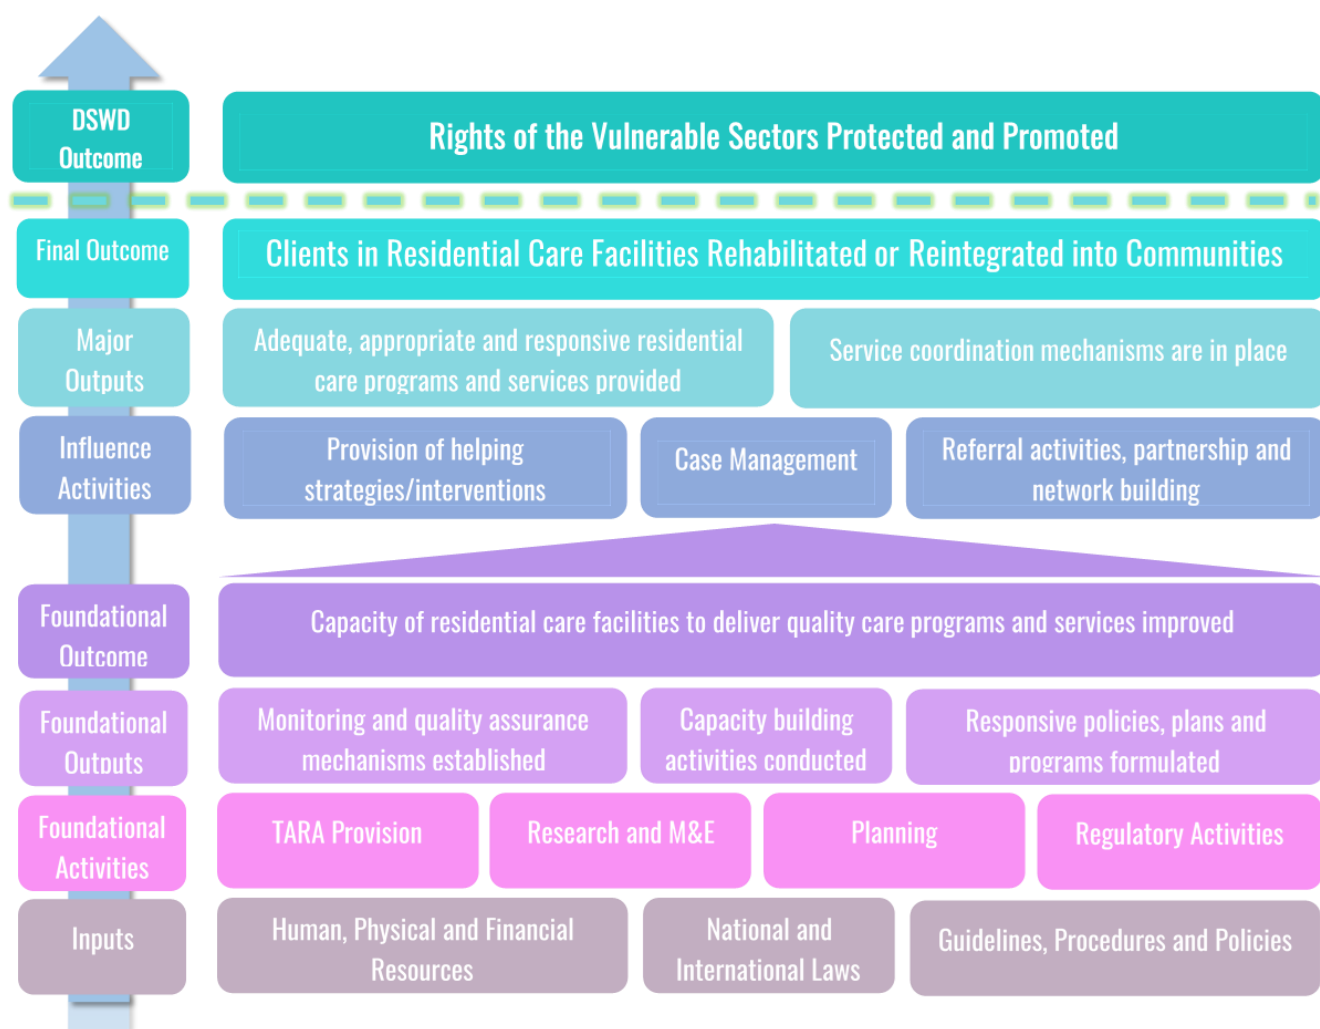 DSWD
Outcome
Rights of the Vulnerable Sectors Protected and Promoted
Final Outcome
Clients in Residential Care Facilities Rehabilitated or Reintegrated into Communities
Major
Outputs
Adequate, appropriate and responsive residential
care programs and services provided
Service coordination mechanisms are in place
Influence
Activities
Provision of helping
strategies/interventions
Case Management
Referral activities, partnership and
network building
Foundational
Outcome
Capacity of residential care facilities to deliver quality care programs and services improved
Foundational
Outputs
Monitoring and quality assurance
mechanisms established
Capacity building
activities conducted
Responsive policies, plans and
programs formulated
Foundational
Activities
TARA Provision
Research and M&E
Planning
Regulatory Activities
Inputs
Human, Physical and Financial
Resources
National and
International Laws
Guidelines, Procedures and Policies